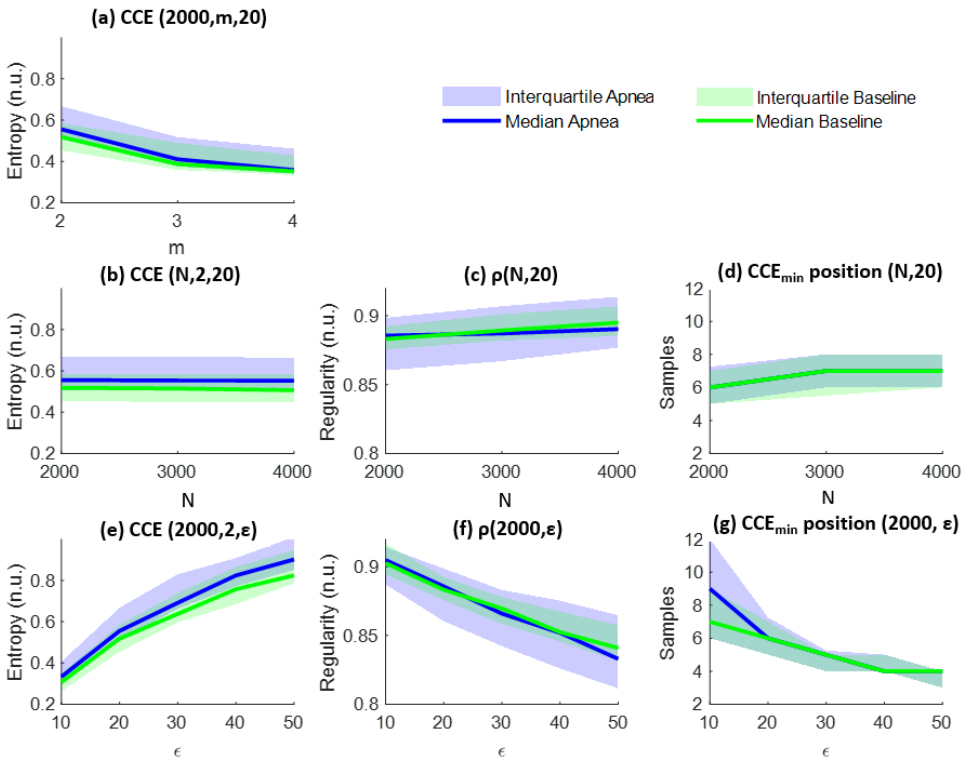 (a) CCE (2000,m,20)
Entropy (n.u.)
0.8
0.6
0.4
0.2
2
3
4
m
Interquartile Apnea
Median Apnea
Interquartile Baseline
Median Baseline
(b) CCE (N,2,20)
Entropy (n.u.)
0.8
0.6
0.4
0.2
2000
3000
4000
N
(c) ρ(N,20)
Regularity (n.u.)
0.9
0.85
0.8
2000
3000
4000
N
(d) CCEmin position (N,20)
Samples
12
10
8
6
4
2
2000
3000
4000
N
(e) CCE (2000,2,ε)
Entropy (n.u.)
0.8
0.6
0.4
0.2
10
20
30
40
50
ϵ
(f) ρ(2000,ε)
Regularity (n.u.)
0.9
0.85
0.8
10
20
30
40
50
ϵ
(g) CCEmin position (2000, ε)
Samples
12
10
8
6
4
2
10
20
30
40
50
ϵ